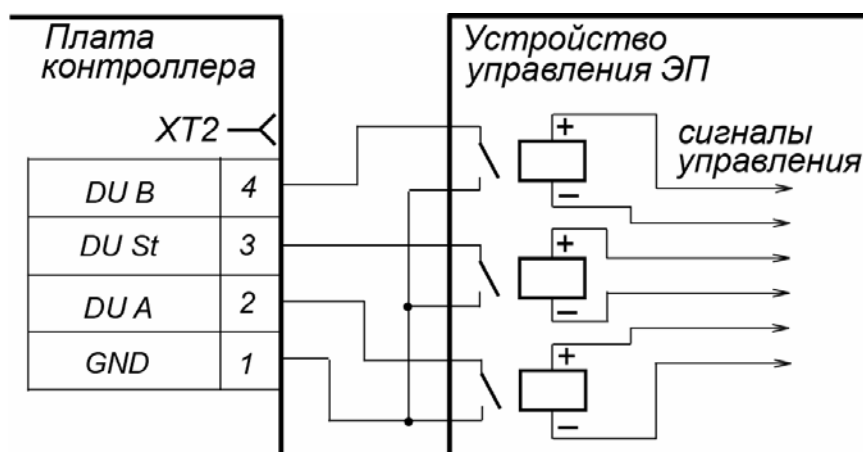 Плата
контроллера
XT2
DU B 4
DU St 3
DU A 2
GND 1
Устройство
управления ЭП
сигналы
управления
+
−
+
−
+
−